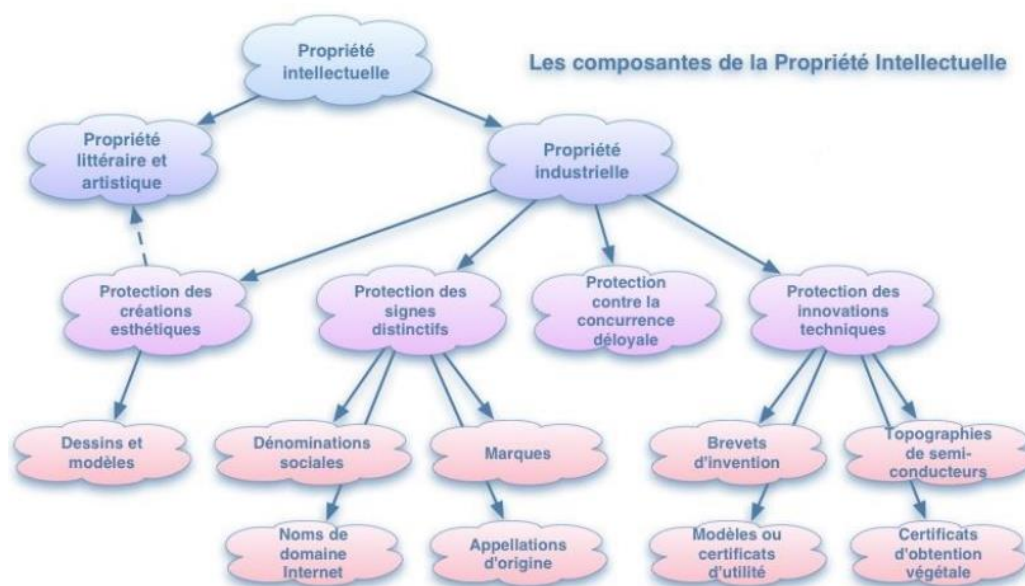 Propriété
intellectuelle
Les composantes de la Propriété Intellectuelle
Propriété
littéraire et
artistique
Propriété
industrielle
Protection des
créations
esthétiques
Protection des
signes
distinctifs
Protection
contre la
concurrence
déloyale
Protection des
innovations
techniques
Dessins et
modèles
Dénominations
sociales
Marques
Brevets
d'invention
Topographies
de semi-
conducteurs
Noms de
domaine
Internet
Appellations
d'origine
Modèles ou
certificats
d'utilité
Certificats
d'obtention
végétale